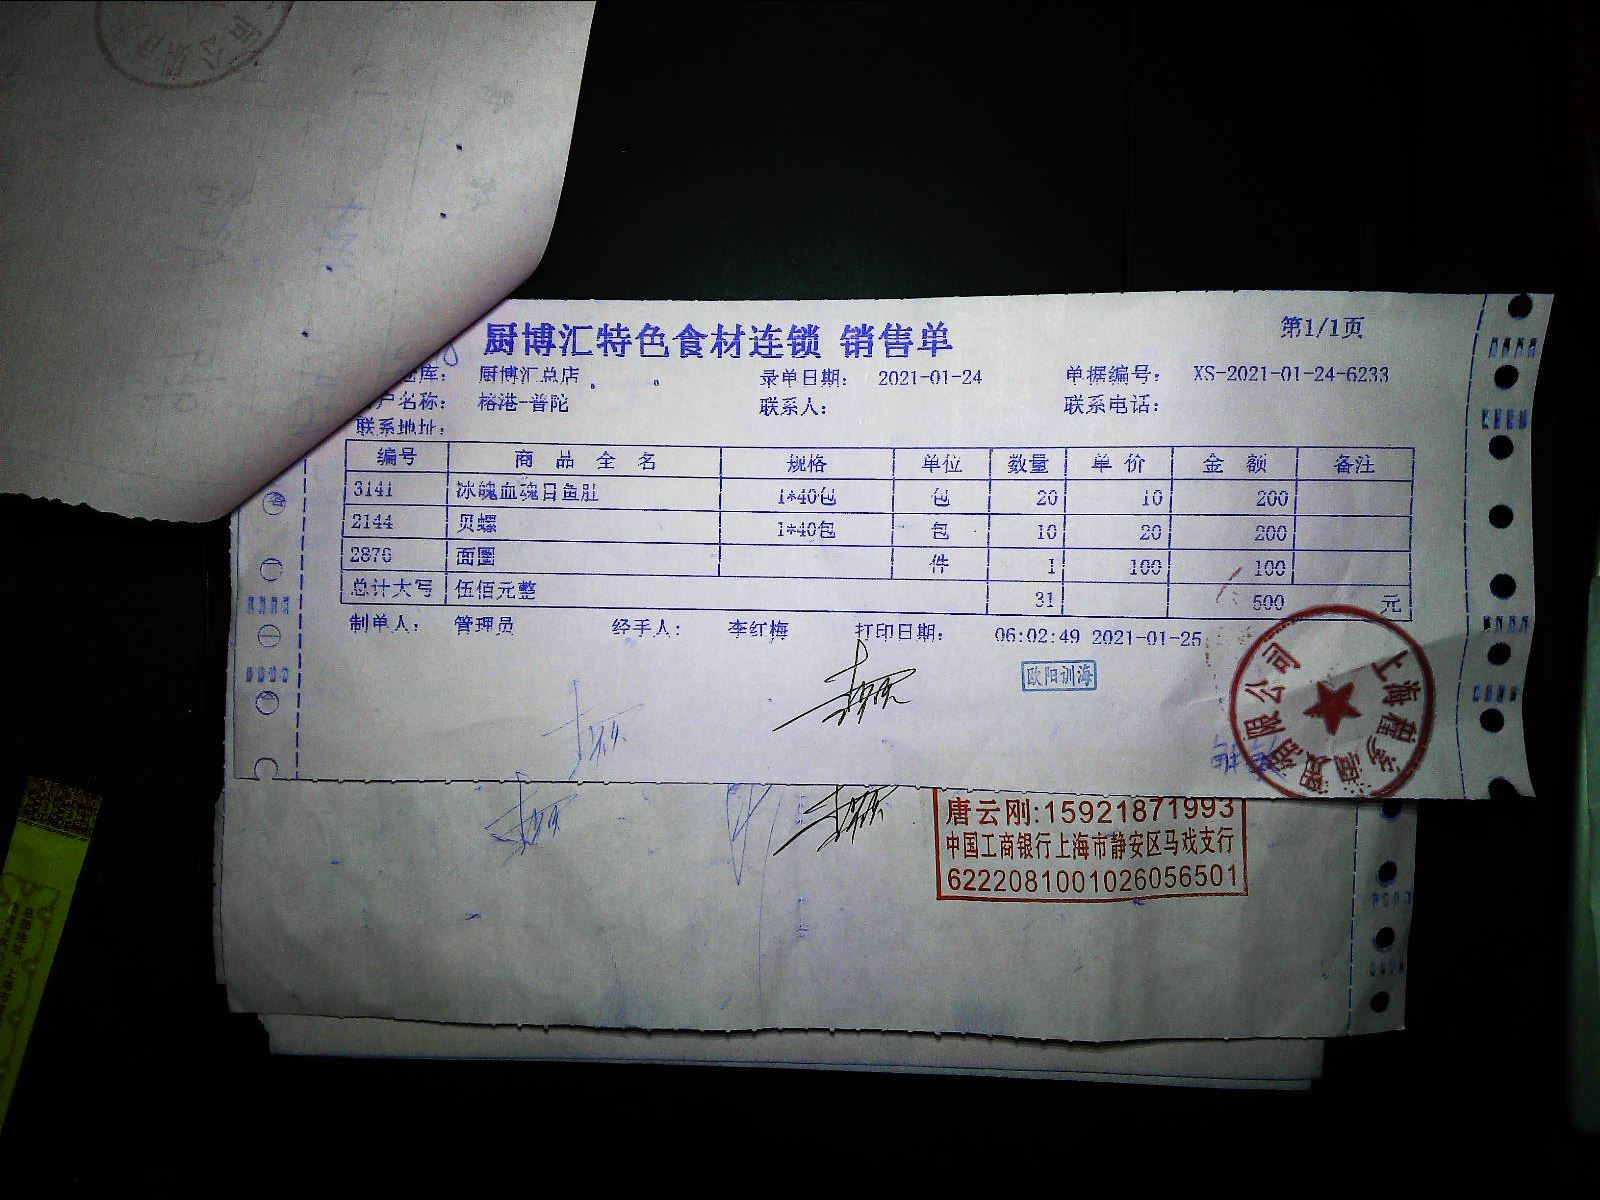 厨博汇特色食材连锁 销售单
第1/1页
库: 厨博汇总店 录单日期: 2021-01-24 单据编号: XS-2021-01-24-6233
户名称: 榕港-普陀 联系人: 联系电话:
联系地址:
编号 商品全名 规格 单位 数量 单价 金额 备注
3141 冰魄血魂目鱼肚 1*40包 包 20 10 200
2144 贝螺 1*40包 包 10 20 200
2876 面圈 件 1 100 100
总计大写 伍佰元整 31 500 元
制单人: 管理员 经手人: 李红梅 打印日期: 06:02:49 2021-01-25
欧阳训海
唐云刚:15921871993
中国工商银行上海市静安区马戏支行
6222081001026056501